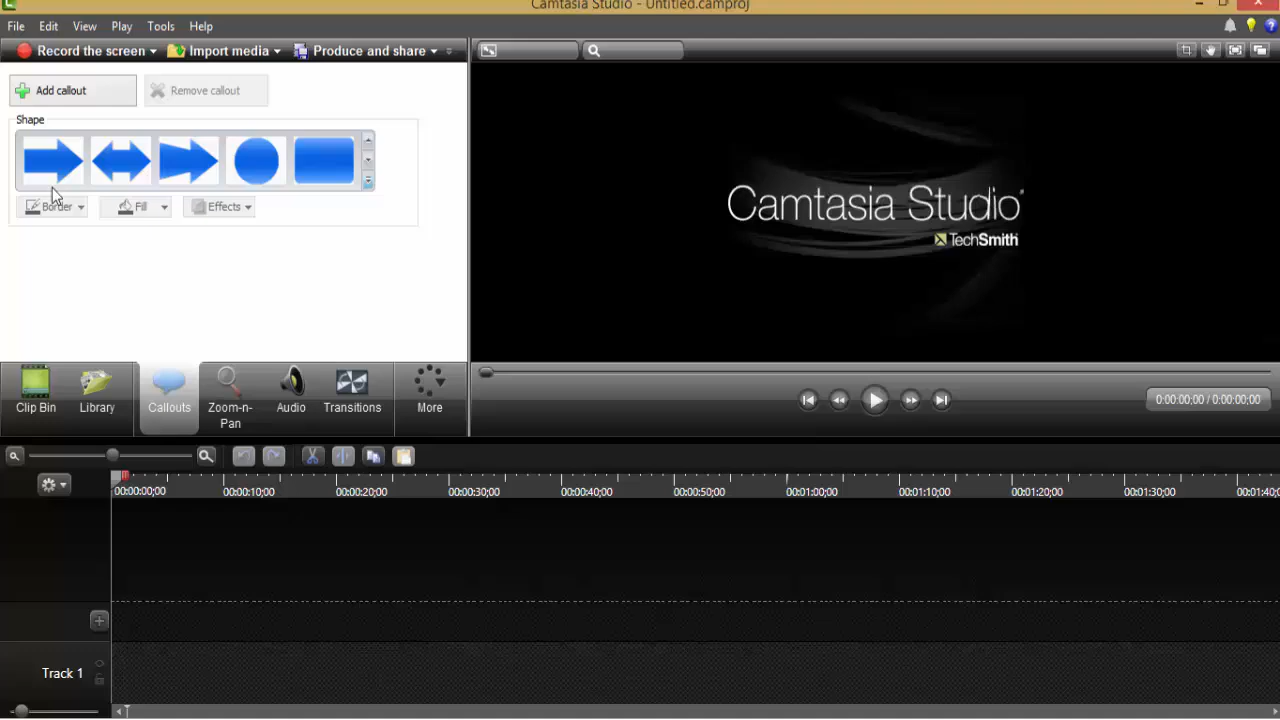 Camtasia Studio - Untitled.camproj
File Edit View Play Tools Help
Record the screen Import media Produce and share
Add callout Remove callout
Shape
Border Fill Effects
Camtasia Studio
TechSmith
Clip Bin Library Callouts Zoom-n-Pan Audio Transitions More
0:00:00;00 / 0:00:00;00
00:00:00;00 00:00:10;00 00:00:20;00 00:00:30;00 00:00:40;00 00:00:50;00 00:01:00;00 00:01:10;00 00:01:20;00 00:01:30;00 00:01:40;0
Track 1